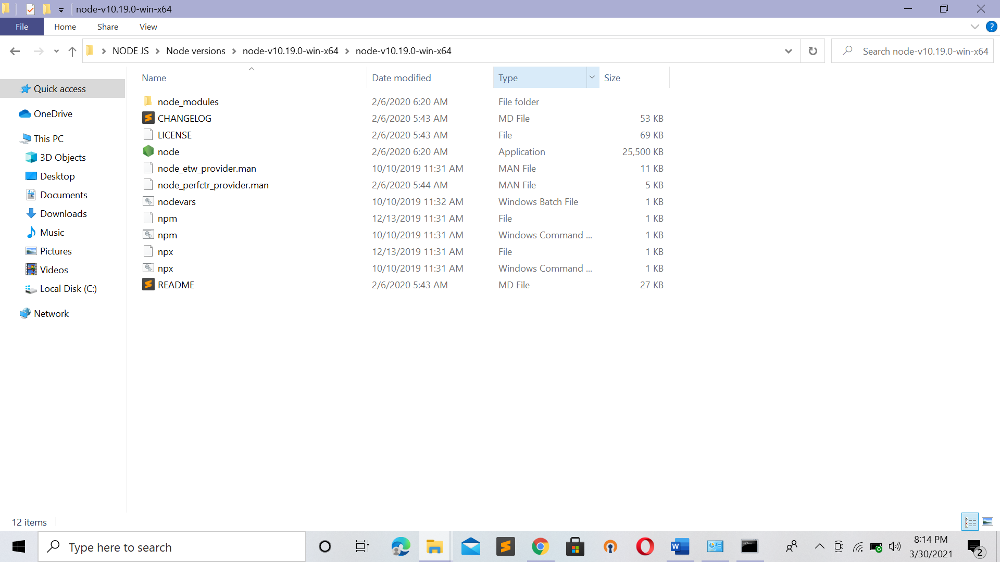 node-v10.19.0-win-x64
File Home Share View
NODE JS Node versions node-v10.19.0-win-x64 node-v10.19.0-win-x64 Search node-v10.19.0-win-x64
Name Date modified Type Size
Quick access
OneDrive
This PC
3D Objects
Desktop
Documents
Downloads
Music
Pictures
Videos
Local Disk (C:)
Network
node_modules 2/6/2020 6:20 AM File folder
CHANGELOG 2/6/2020 5:43 AM MD File 53 KB
LICENSE 2/6/2020 5:43 AM File 69 KB
node 2/6/2020 6:20 AM Application 25,500 KB
node_etw_provider.man 10/10/2019 11:31 AM MAN File 11 KB
node_perfctr_provider.man 2/6/2020 5:44 AM MAN File 5 KB
nodevars 10/10/2019 11:32 AM Windows Batch File 1 KB
npm 12/13/2019 11:31 AM File 1 KB
npm 10/10/2019 11:31 AM Windows Command ... 1 KB
npx 12/13/2019 11:31 AM File 1 KB
npx 10/10/2019 11:31 AM Windows Command ... 1 KB
README 2/6/2020 5:43 AM MD File 27 KB
12 items
Type here to search
8:14 PM
3/30/2021
2